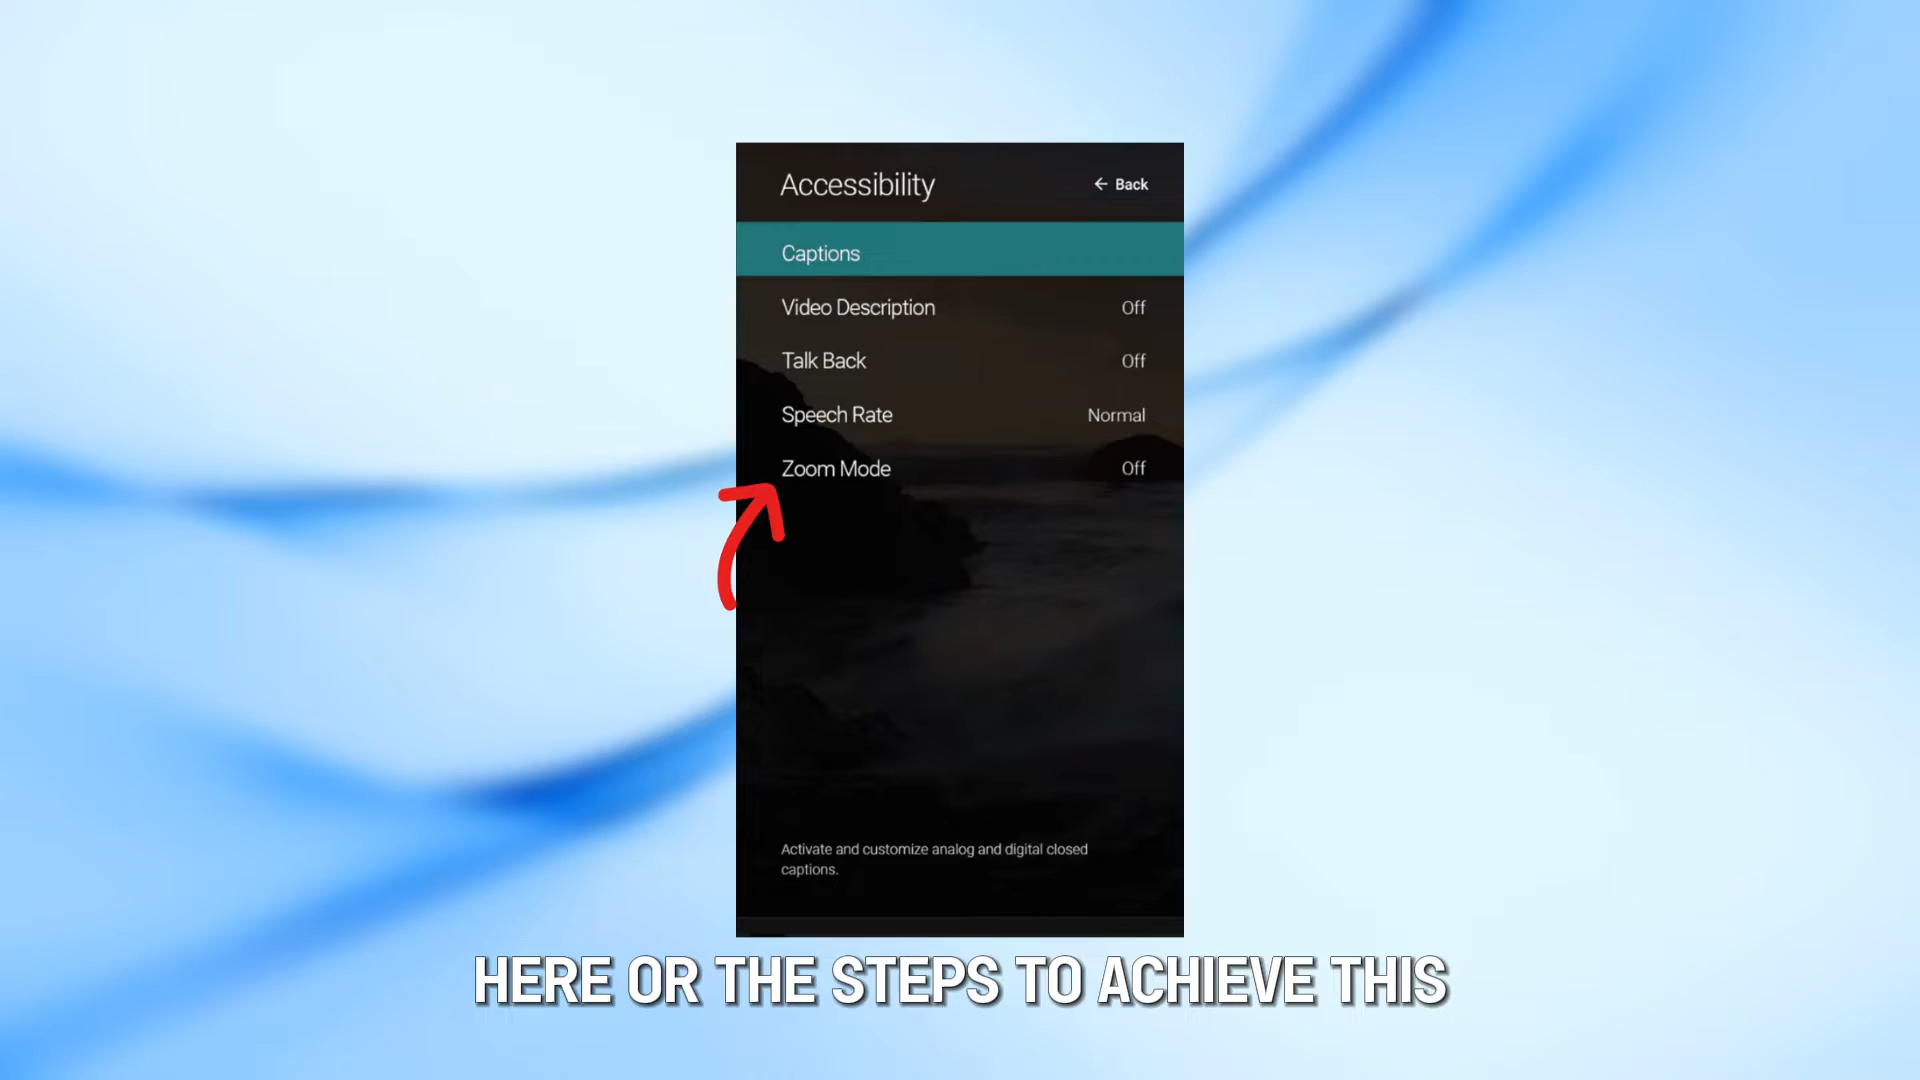 Accessibility
← Back
Captions
Video Description Off
Talk Back Off
Speech Rate Normal
Zoom Mode Off
Activate and customize analog and digital closed
captions.
HERE OR THE STEPS TO ACHIEVE THIS